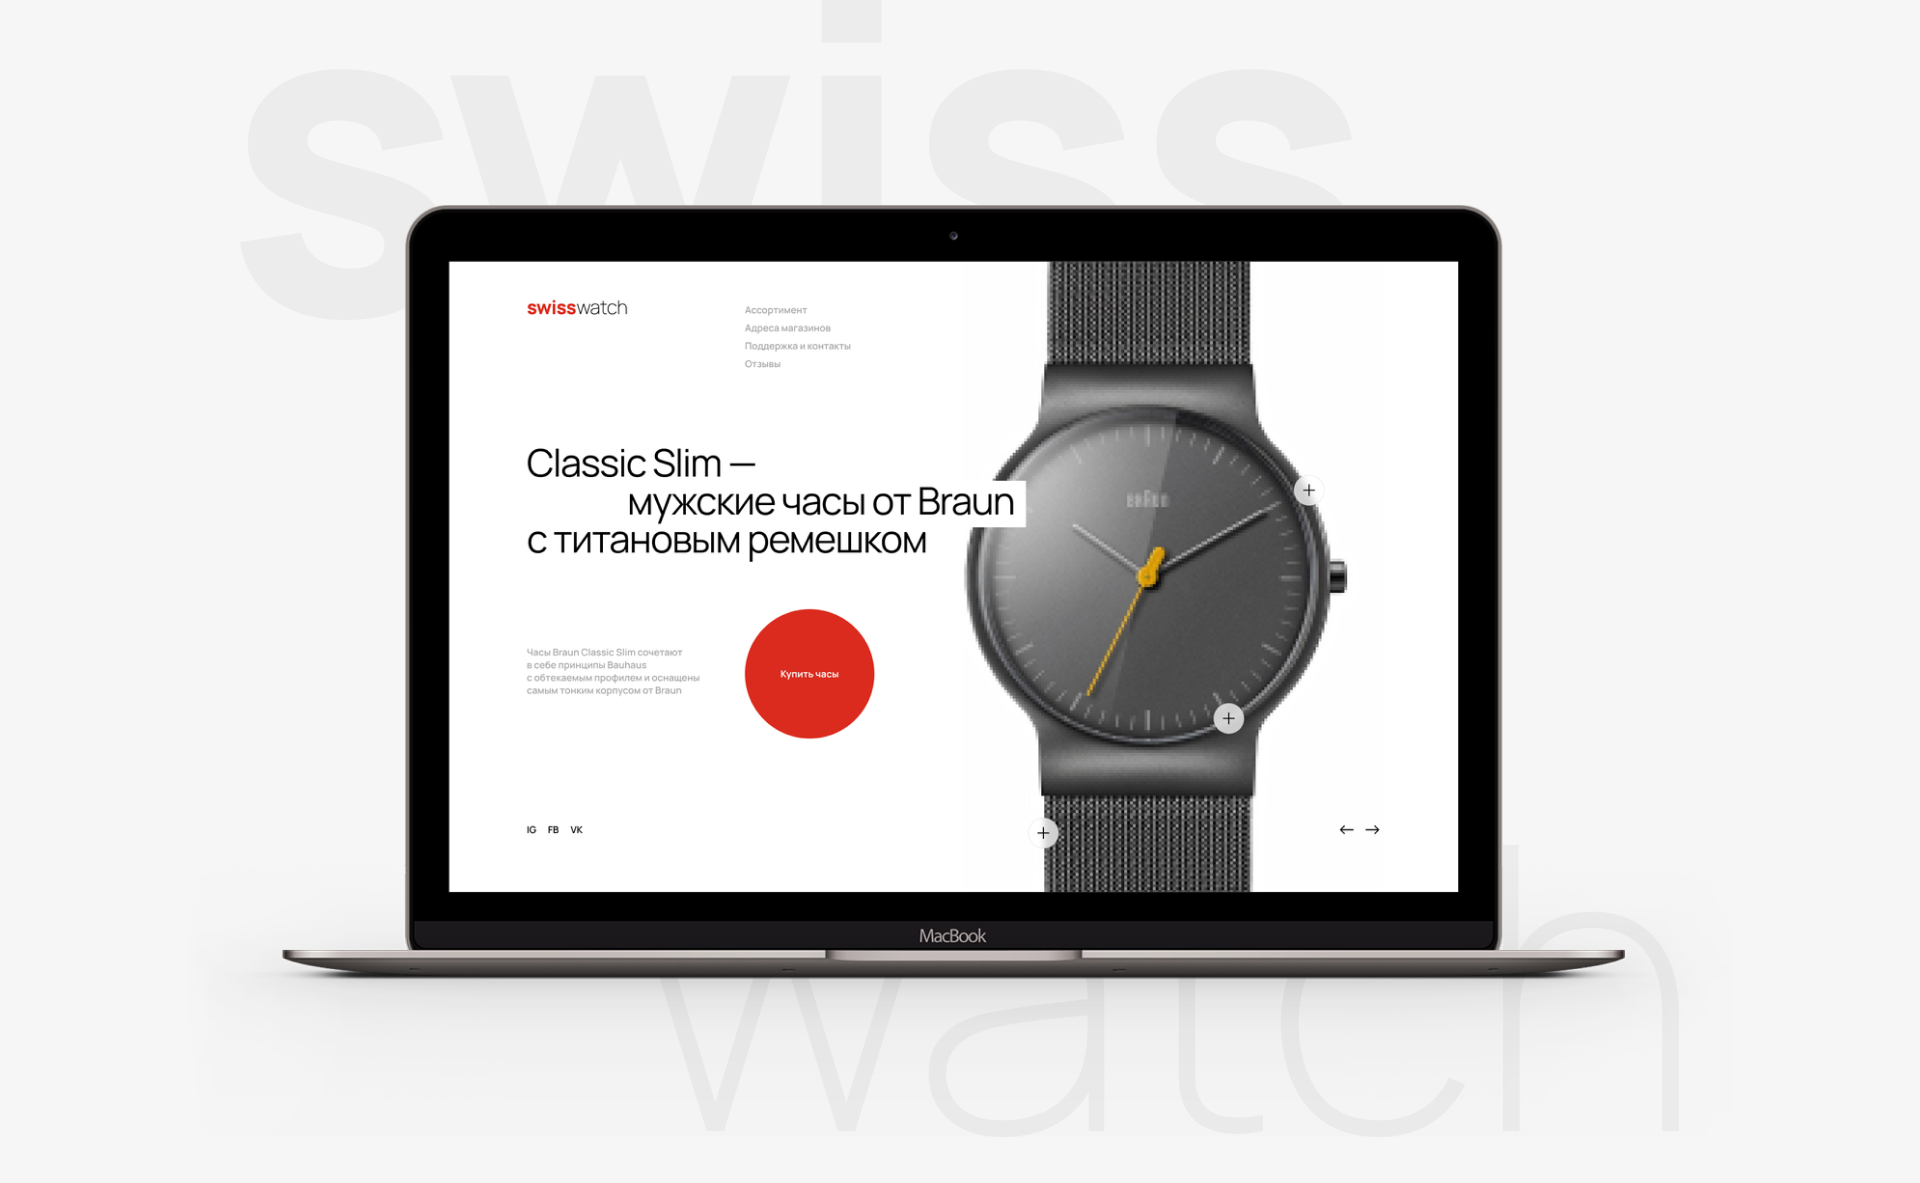 swiss
swisswatch
Ассортимент
Адреса магазинов
Поддержка и контакты
Отзывы
Classic Slim —
мужские часы от Braun
с титановым ремешком
BRAUN
Часы Braun Classic Slim сочетают
в себе принципы Bauhaus
с обтекаемым профилем и оснащены
самым тонким корпусом от Braun
Купить часы
IG FB VK
MacBook
watch